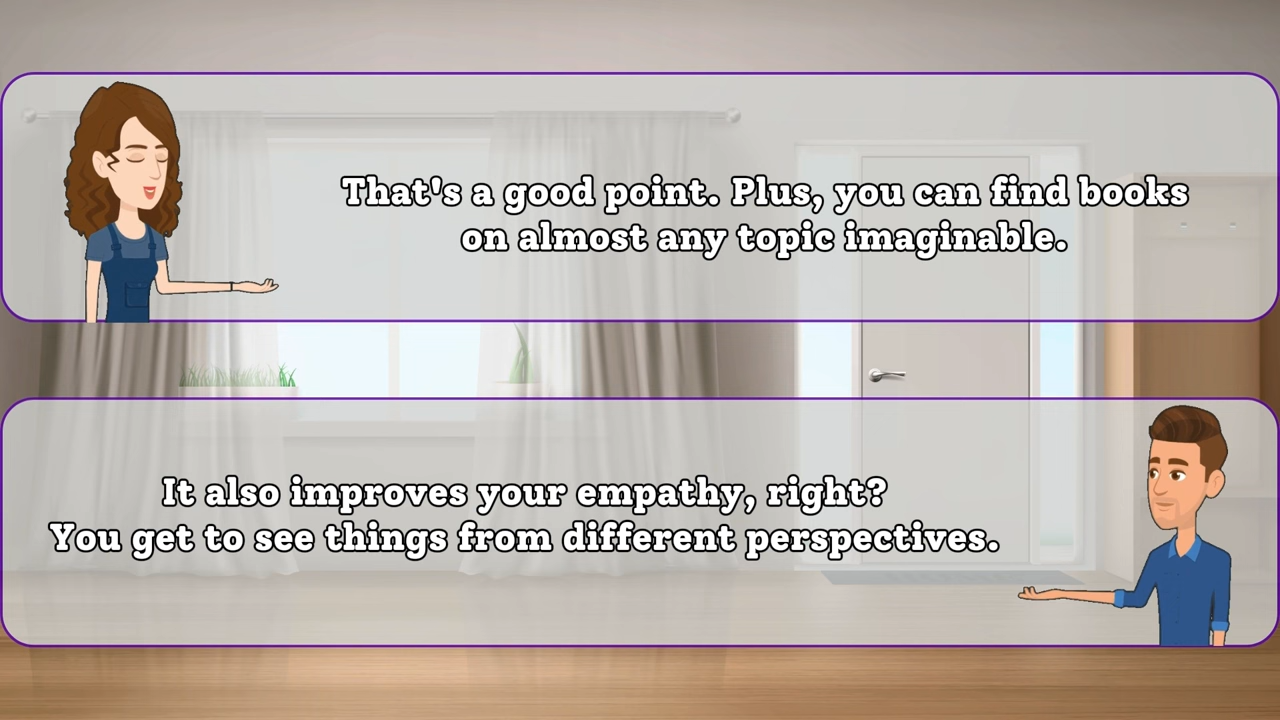 That's a good point. Plus, you can find books
on almost any topic imaginable.
It also improves your empathy, right?
You get to see things from different perspectives.